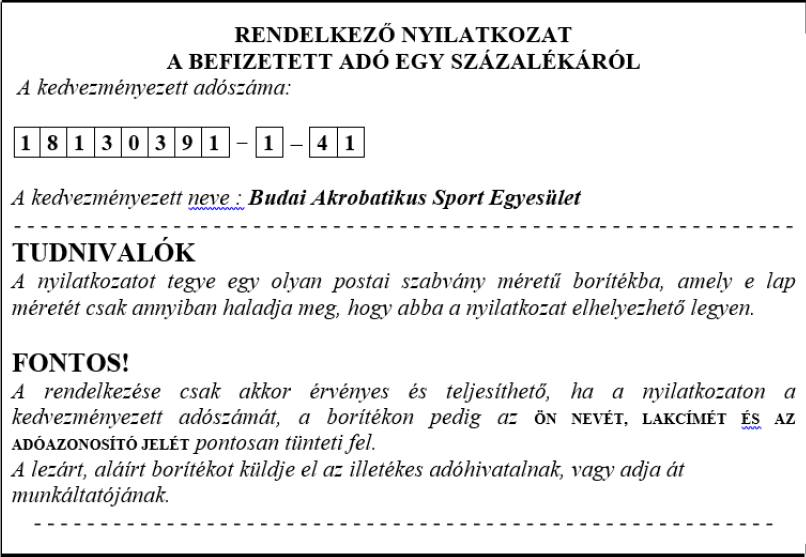 RENDELKEZŐ NYILATKOZAT
A BEFIZETETT ADÓ EGY SZÁZALÉKÁRÓL
A kedvezményezett adószáma:
1 8 1 3 0 3 9 1 – 1 – 4 1
A kedvezményezett neve : Budai Akrobatikus Sport Egyesület
TUDNIVALÓK
A nyilatkozatot tegye egy olyan postai szabvány méretű borítékba, amely e lap
méretét csak annyiban haladja meg, hogy abba a nyilatkozat elhelyezhető legyen.
FONTOS!
A rendelkezése csak akkor érvényes és teljesíthető, ha a nyilatkozaton a
kedvezményezett adószámát, a borítékon pedig az ÖN NEVÉT, LAKCÍMÉT ÉS AZ
ADÓAZONOSÍTÓ JELÉT pontosan tünteti fel.
A lezárt, aláírt borítékot küldje el az illetékes adóhivatalnak, vagy adja át
munkáltatójának.